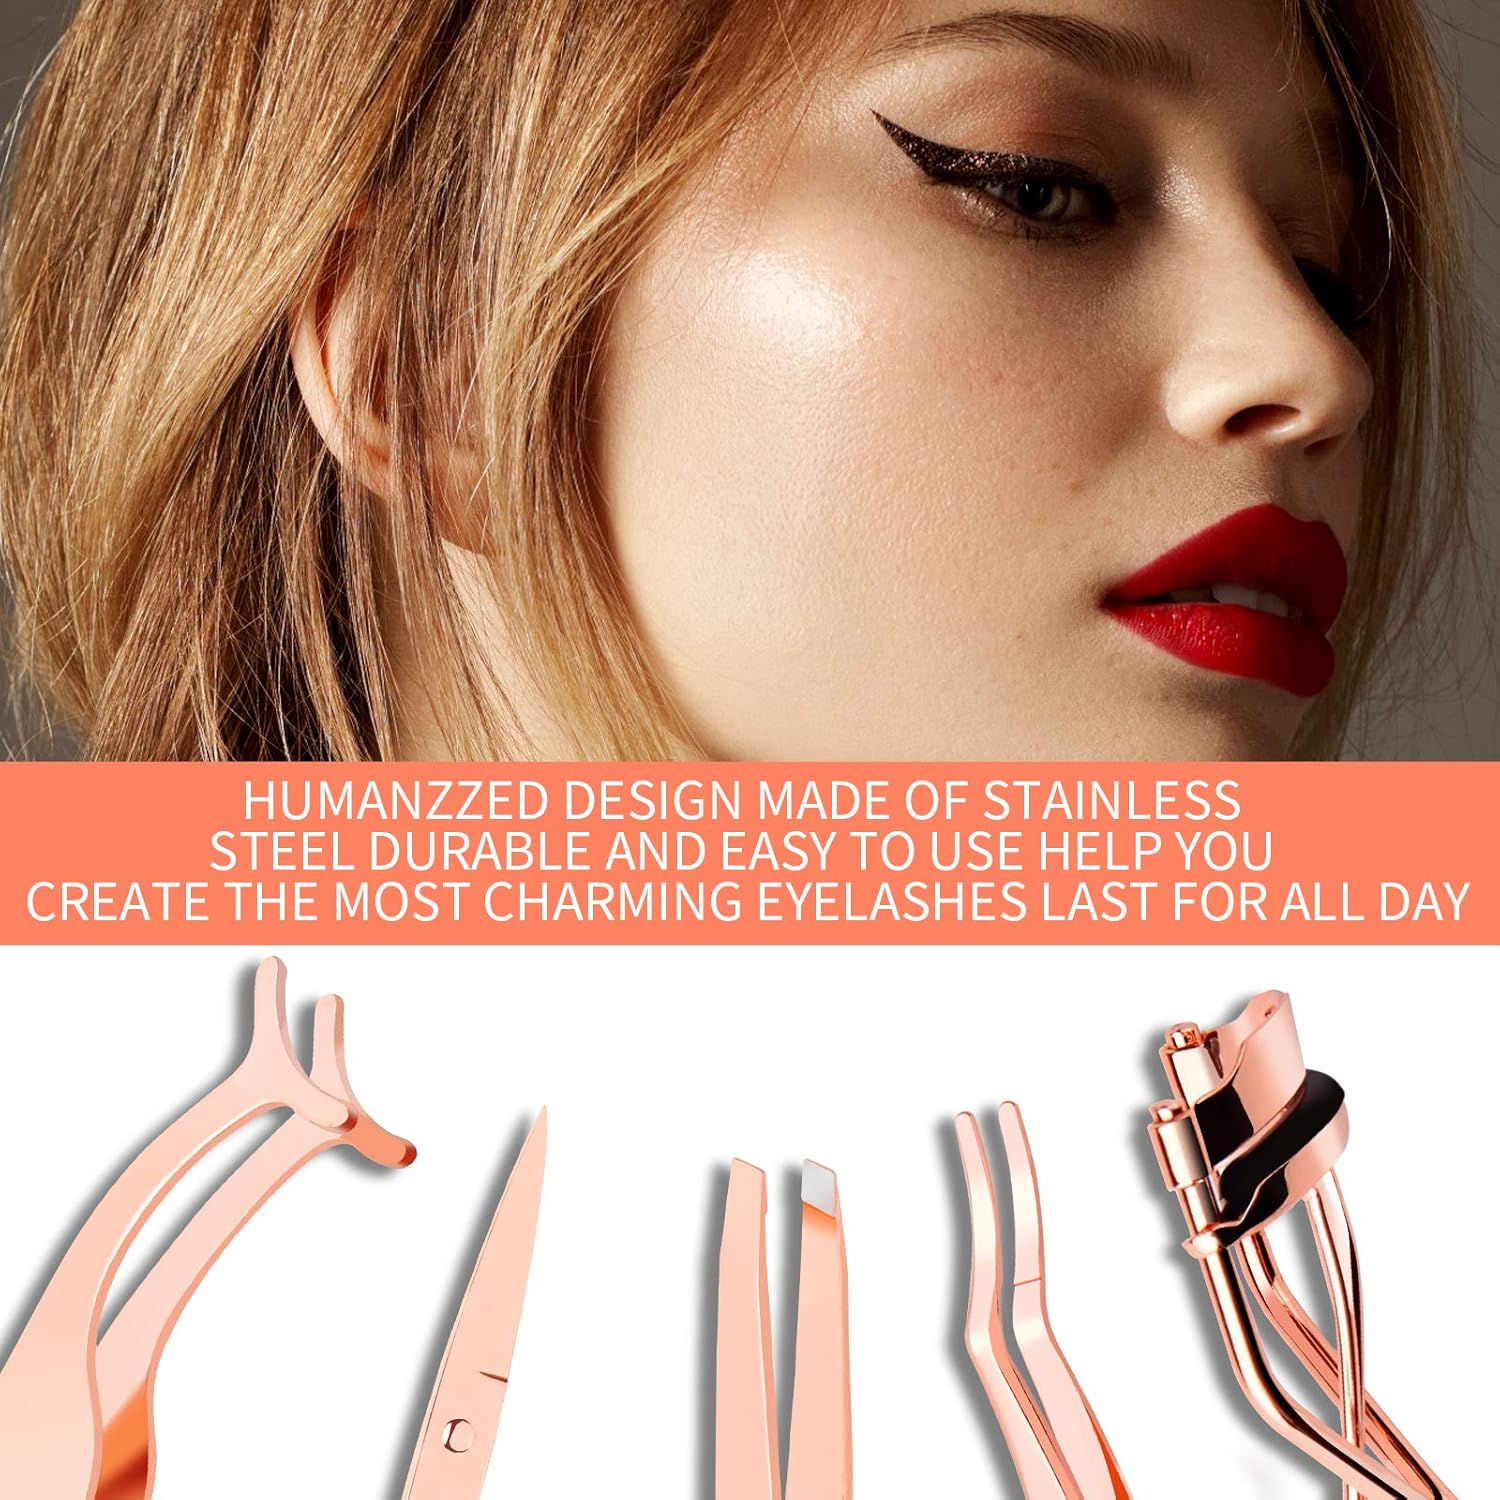 HUMANZZED DESIGN MADE OF STAINLESS
STEEL DURABLE AND EASY TO USE HELP YOU
CREATE THE MOST CHARMING EYELASHES LAST FOR ALL DAY